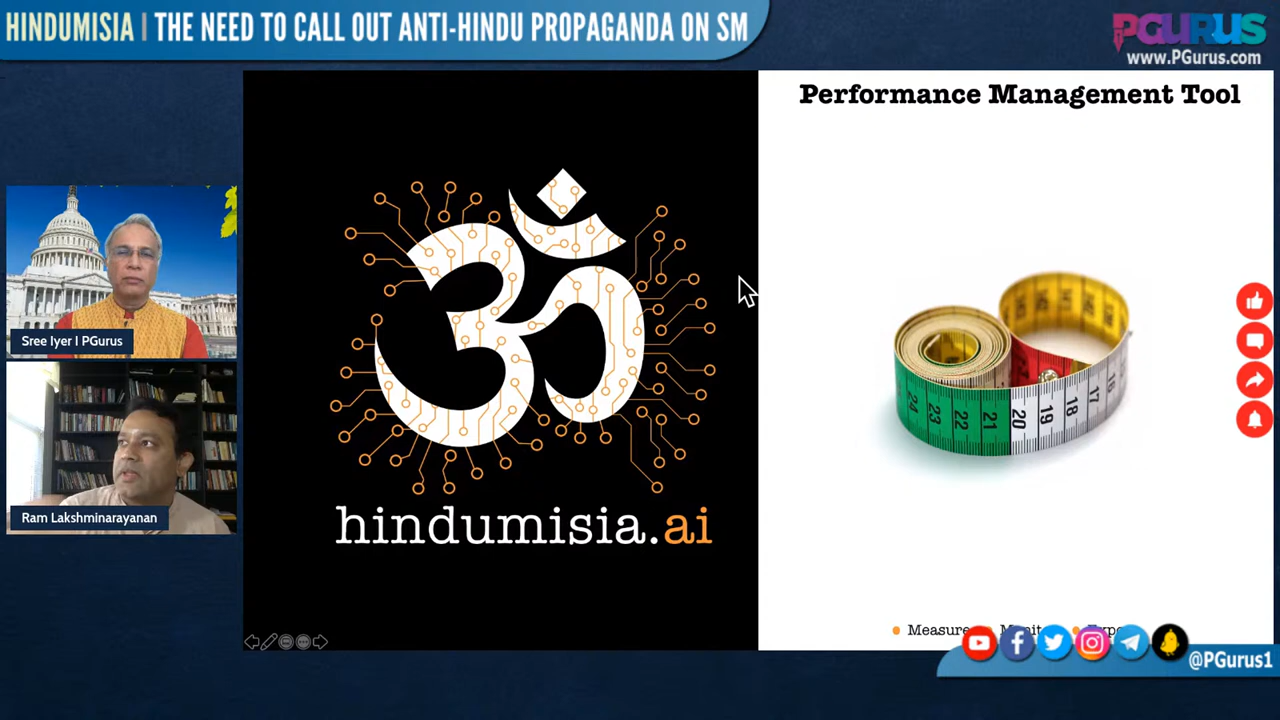 HINDUMISIA | THE NEED TO CALL OUT ANTI-HINDU PROPAGANDA ON SM
PGURUS
www.PGurus.com
Performance Management Tool
Sree Iyer I PGurus
24 23 22 21 20 19 18 17 16
Ram Lakshminarayanan
hindumisia.ai
Measure
@PGurus1